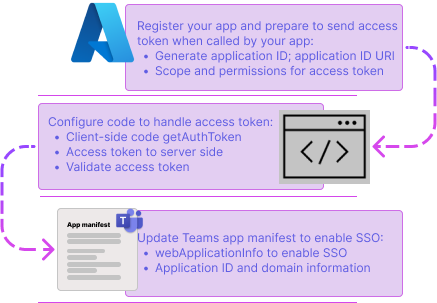 Register your app and prepare to send access
token when called by your app:
• Generate application ID; application ID URI
• Scope and permissions for access token
Configure code to handle access token:
• Client-side code getAuthToken
• Access token to server side
• Validate access token
</>
App manifest
T
Update Teams app manifest to enable SSO:
• webApplicationInfo to enable SSO
• Application ID and domain information